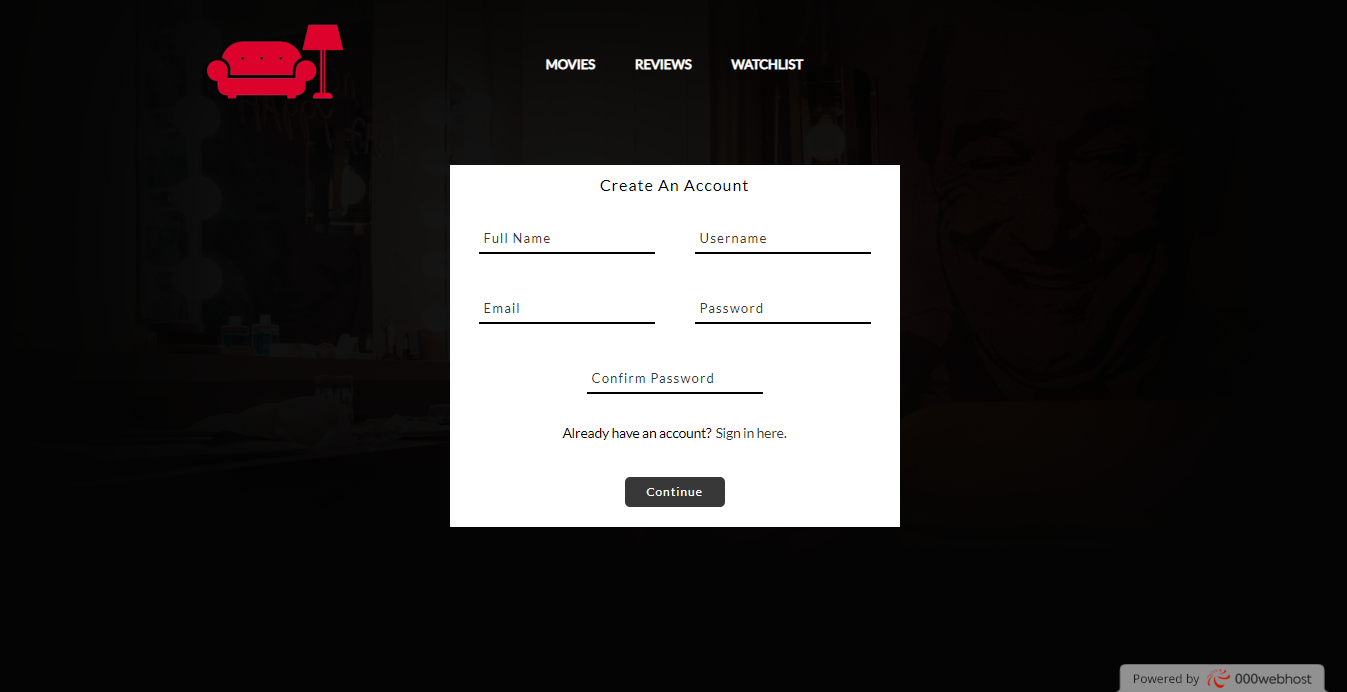 MOVIES REVIEWS WATCHLIST
Create An Account
Full Name Username
Email Password
Confirm Password
Already have an account? Sign in here.
Continue
Powered by 000webhost